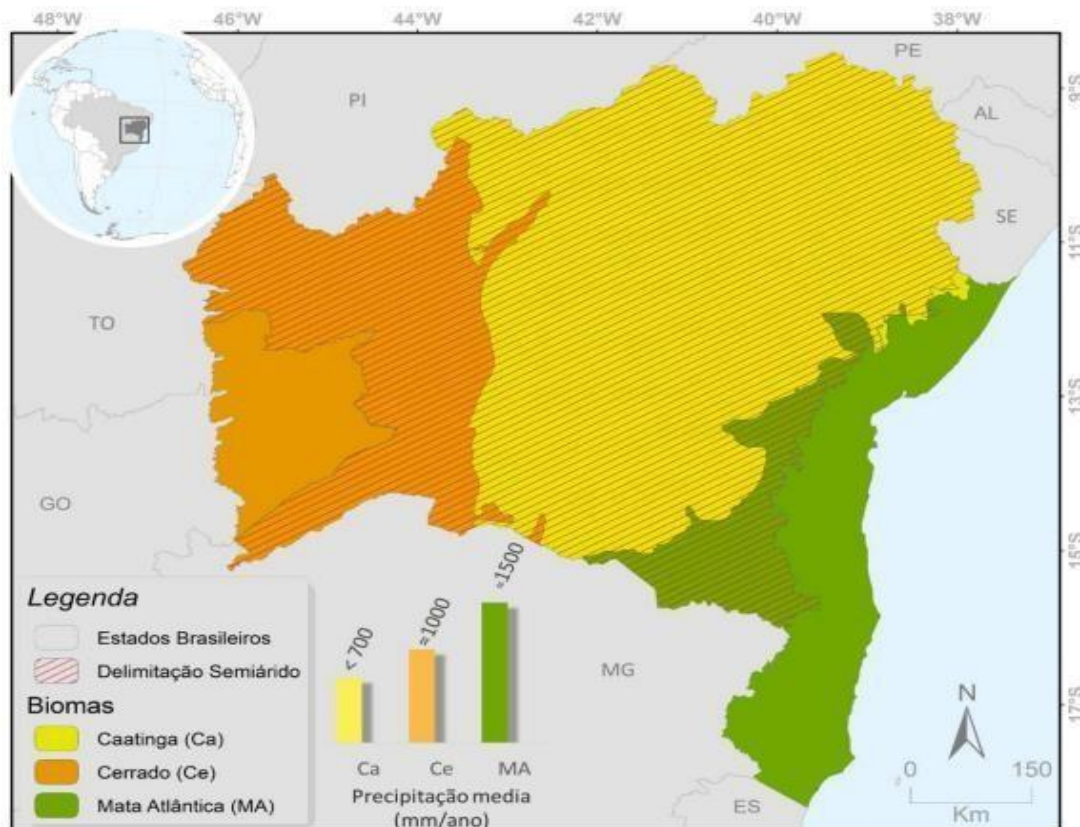 48°W 46°W 44°W 42°W 40°W 38°W
PE
9°S
PI
AL
SE
11°S
TO
13°S
GO
15°S
Legenda
Estados Brasileiros
Delimitação Semiárido
Biomas
Caatinga (Ca)
Cerrado (Ce)
Mata Atlântica (MA)
< 700
≈1000
≈1500
Ca Ce MA
Precipitação media
(mm/ano)
MG
17°S
N
0 150
Km
ES